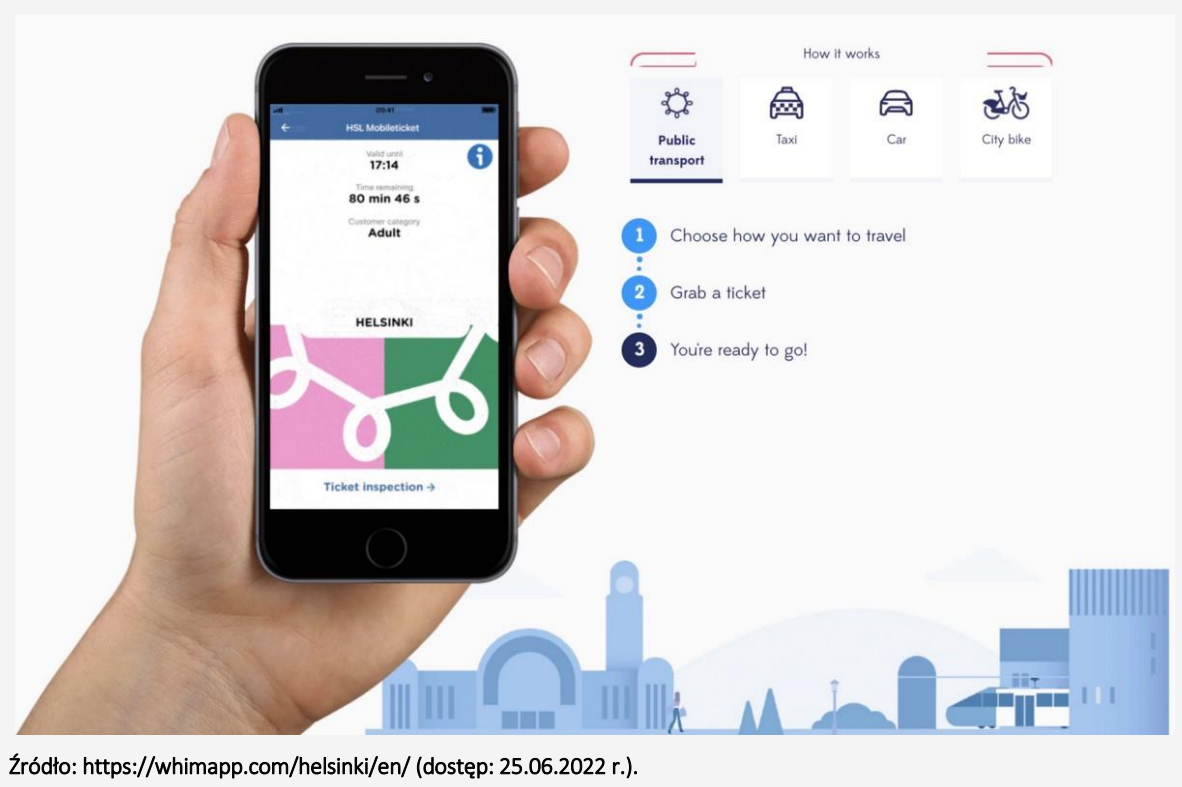 09:41
HSL Mobileticket
Valid until
17:14
Time remaining
80 min 46 s
Customer category
Adult
HELSINKI
Ticket inspection →
How it works
Public
transport
Taxi
Car
City bike
1 Choose how you want to travel
2 Grab a ticket
3 You're ready to go!
Źródło: https://whimapp.com/helsinki/en/ (dostęp: 25.06.2022 r.).